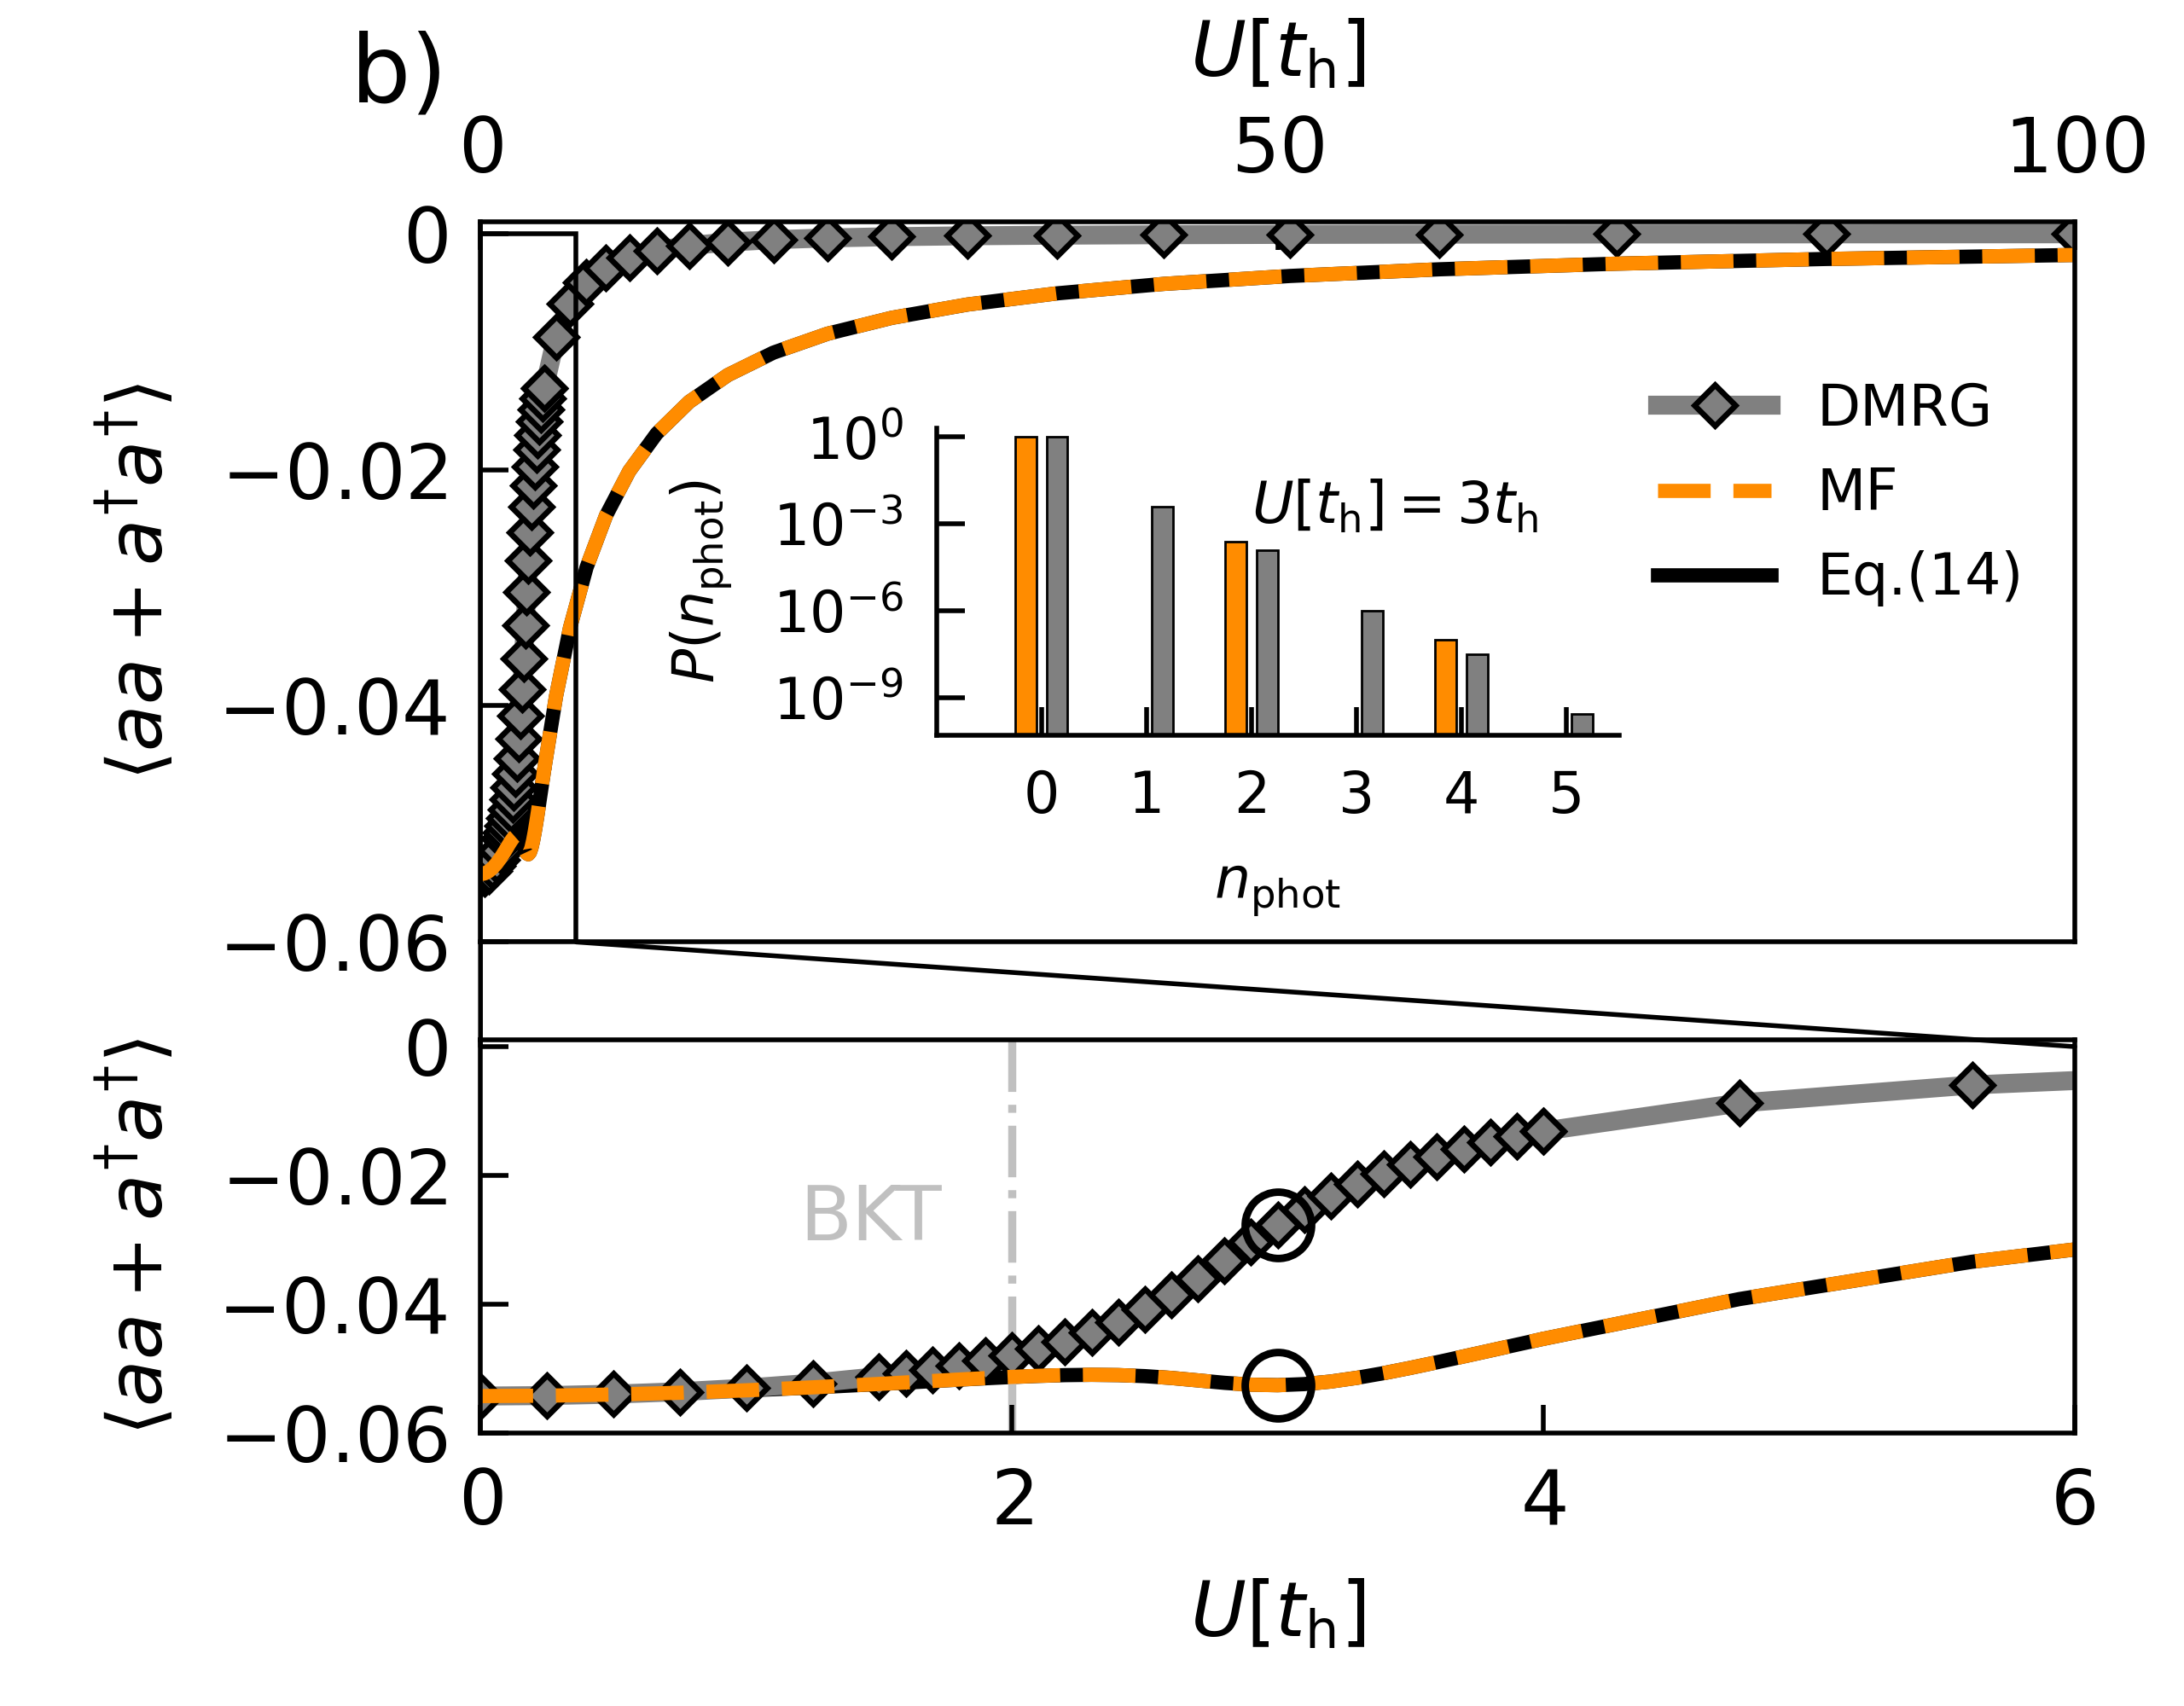 b)
U[t_h]
0 50 100
⟨aa + a†a†⟩
0
−0.02
−0.04
−0.06
DMRG
MF
Eq.(14)
P(n_phot)
10^0
10^−3
10^−6
10^−9
U[t_h] = 3t_h
0 1 2 3 4 5
n_phot
⟨aa + a†a†⟩
0
−0.02
−0.04
−0.06
BKT
0 2 4 6
U[t_h]